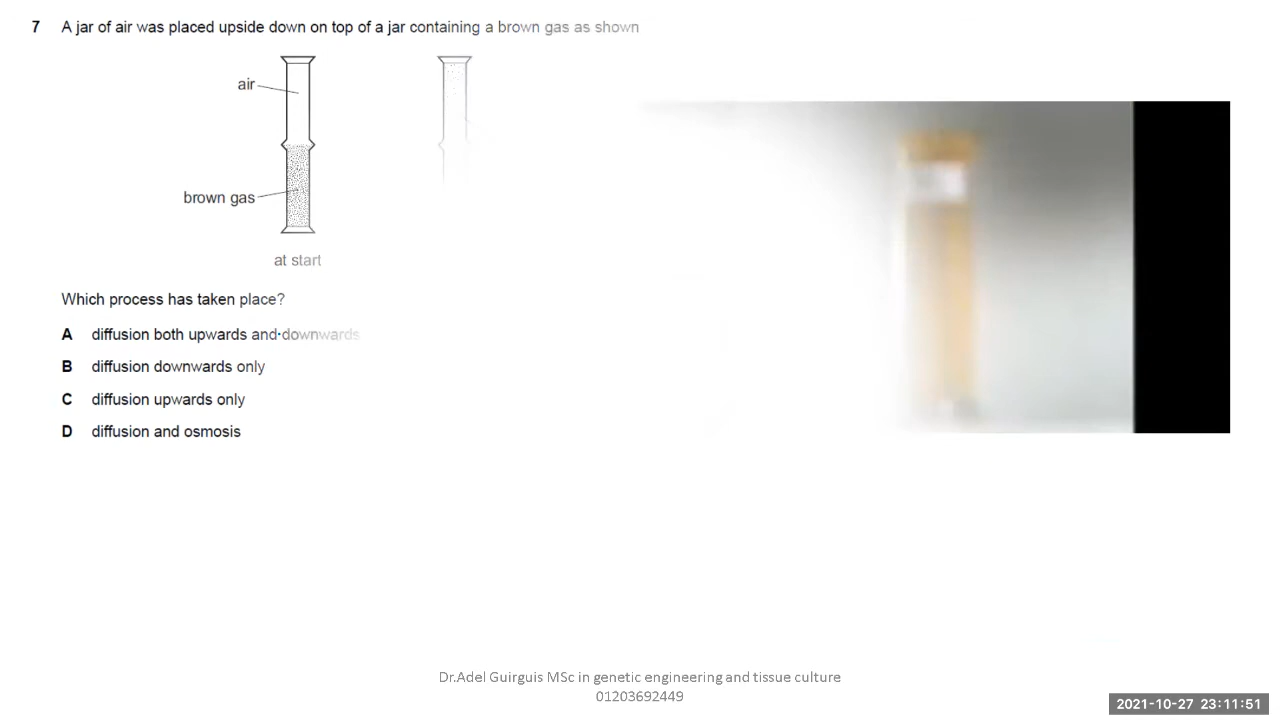 7 A jar of air was placed upside down on top of a jar containing a brown gas as shown
air
brown gas
at start
Which process has taken place?
A diffusion both upwards and downwards
B diffusion downwards only
C diffusion upwards only
D diffusion and osmosis
Dr.Adel Guirguis MSc in genetic engineering and tissue culture
01203692449
2021-10-27 23:11:51